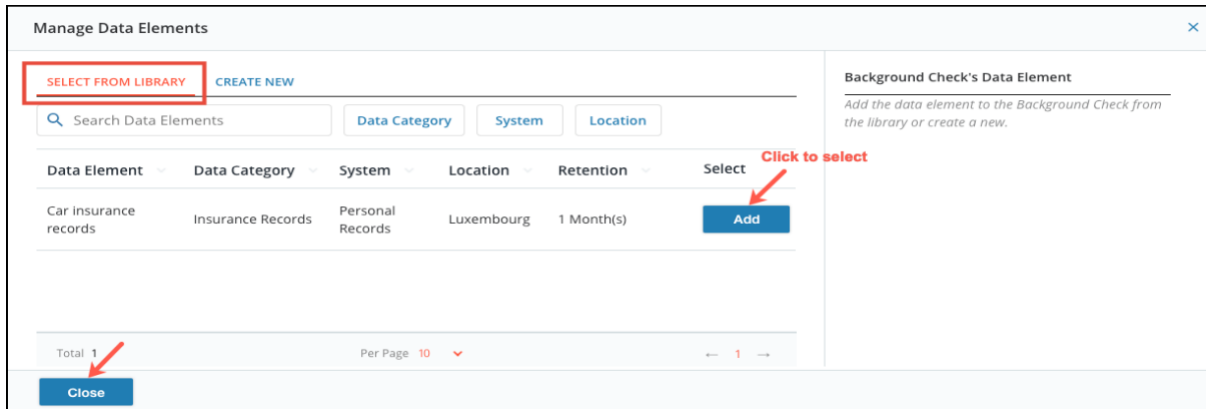 Manage Data Elements
×
SELECT FROM LIBRARY CREATE NEW
Search Data Elements Data Category System Location
Data Element Data Category System Location Retention Select
Click to select
Car insurance
records
Insurance Records
Personal
Records
Luxembourg
1 Month(s)
Add
Total 1 Per Page 10 ← 1 →
Close
Background Check's Data Element
Add the data element to the Background Check from
the library or create a new.